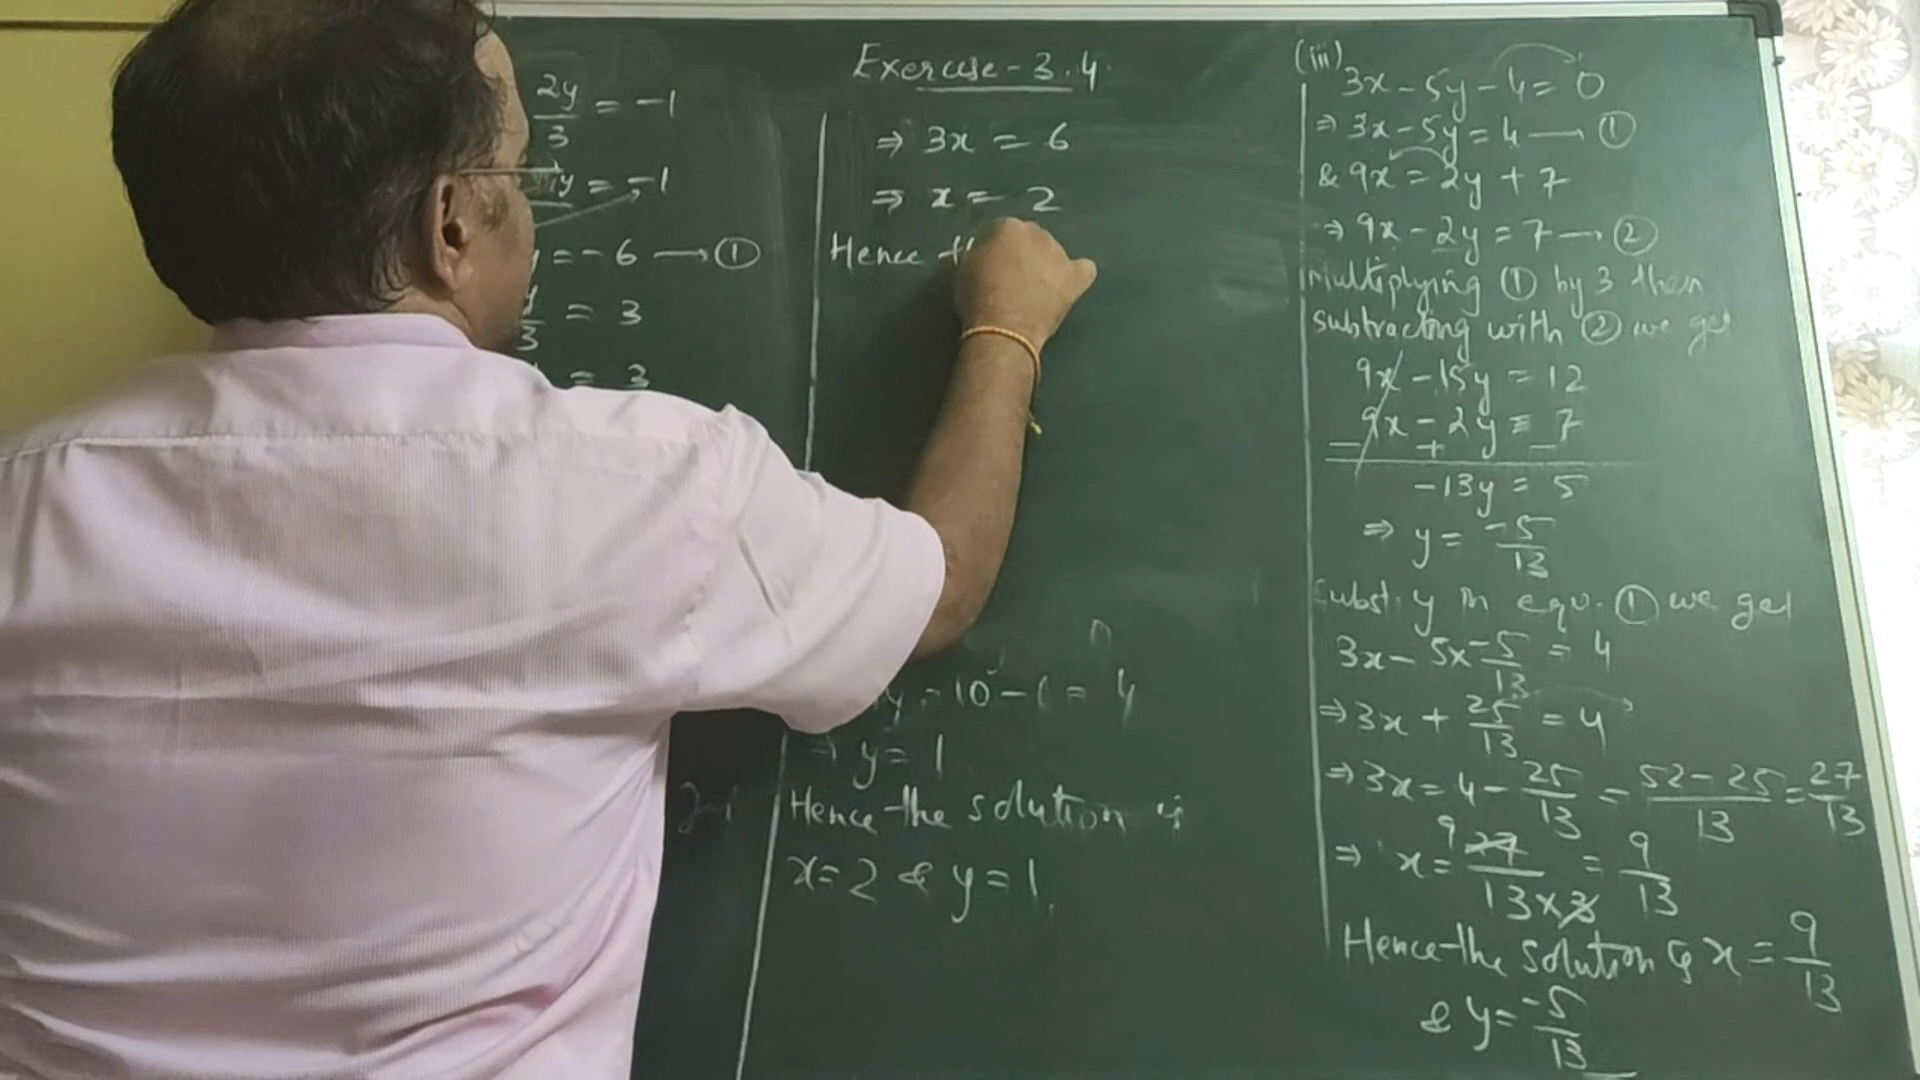 Exercise - 3.4
2y/3 = -1
y = -1
= -6 → ①
/3 = 3
= 3
⇒ 3x = 6
⇒ x = 2
Hence
y = 10 - 6 = 4
⇒ y = 1
Hence the solution is
x = 2 & y = 1.
(iii)
3x - 5y - 4 = 0
⇒ 3x - 5y = 4 → ①
& 9x = 2y + 7
⇒ 9x - 2y = 7 → ②
Multiplying ① by 3 then
subtracting with ② we get
9x - 15y = 12
9x - 2y = 7
- + -
-13y = 5
⇒ y = -5/13
Subst. y in equ. ① we get
3x - 5x -5/13 = 4
⇒ 3x + 25/13 = 4
⇒ 3x = 4 - 25/13 = 52 - 25/13 = 27/13
⇒ x = 9 27/13 x 3 = 9/13
Hence the solution is x = 9/13
& y = -5/13